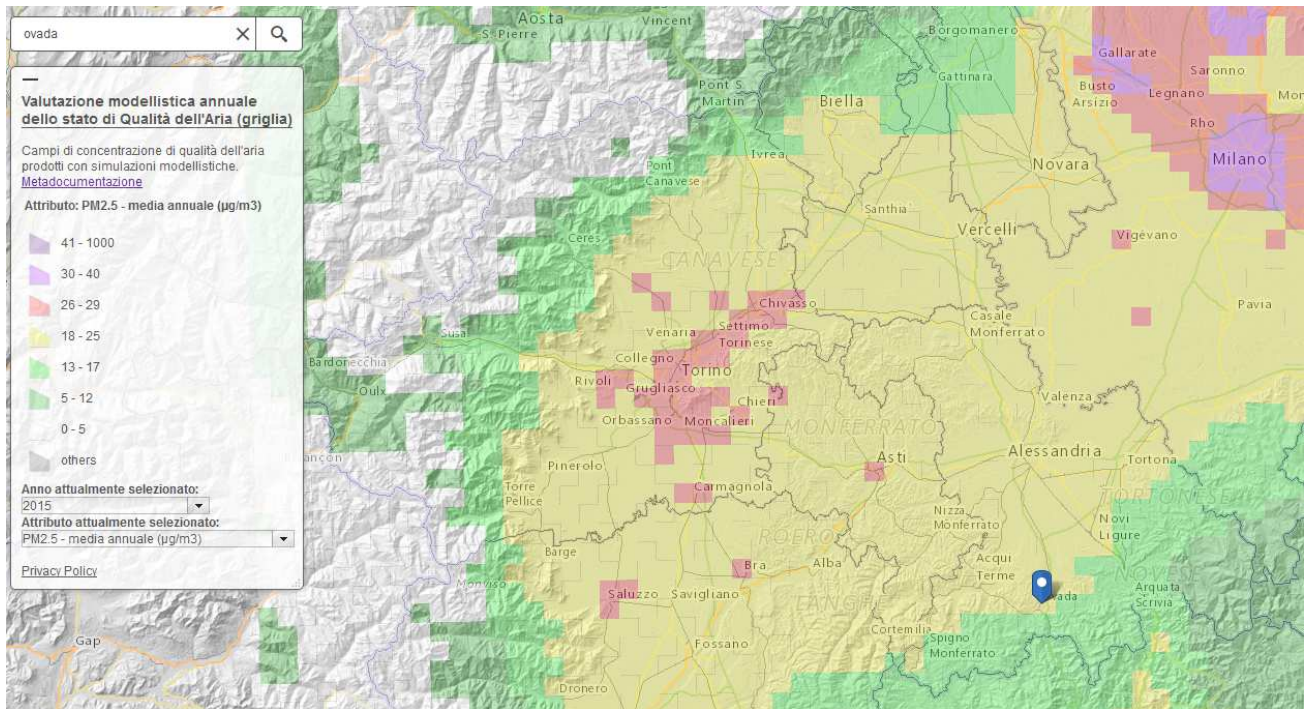 ovada
Valutazione modellistica annuale
dello stato di Qualità dell'Aria (griglia)
Campi di concentrazione di qualità dell'aria
prodotti con simulazioni modellistiche.
Metadocumentazione
Attributo: PM2.5 - media annuale (µg/m3)
41 - 1000
30 - 40
26 - 29
18 - 25
13 - 17
5 - 12
0 - 5
others
Anno attualmente selezionato:
2015
Attributo attualmente selezionato:
PM2.5 - media annuale (µg/m3)
Privacy Policy
Aosta
S. Pierre
Vincent
Borgomanero
Gallarate
Saronno
Pont S.
Martin
Gattinara
Busto
Arsizio
Legnano
Biella
Rho
Milano
Ivrea
Novara
Pont
Canavese
Santhia'
Vercelli
Vigevano
Ceres
CANAVESE
Chivasso
Pavia
Venaria
Settimo
Torinese
Casale
Monferrato
Susa
Bardonecchia
Collegno
Torino
Oulx
Rivoli
Grugliasco
Chieri
Valenza
Orbassano
Moncalieri
MONFERRATO
Alessandria
Asti
Tortona
Pinerolo
Torre
Pellice
Carmagnola
Nizza
Monferrato
Novi
Ligure
Barge
ROERO
Bra
Alba
Acqui
Terme
Monviso
Saluzzo
Savigliano
LANGHE
Arquata
Scrivia
Cortemilia
Spigno
Monferrato
Gap
Fossano
Dronero